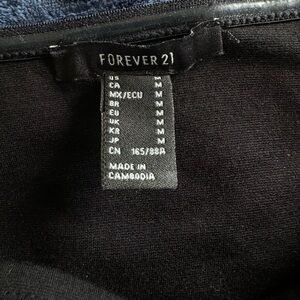 FOREVER 21
US M
CA M
MX/ECU M
BR M
EU M
UK M
KR M
JP M
CN 165/88A
MADE IN
CAMBODIA